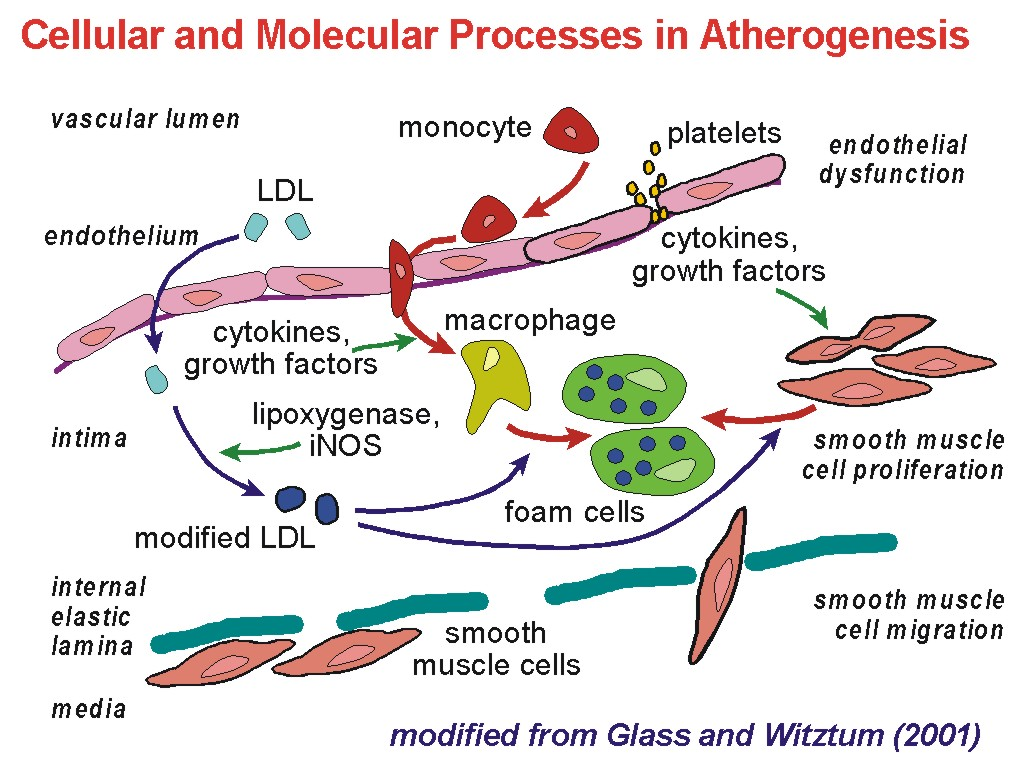 Cellular and Molecular Processes in Atherogenesis
vascular lumen
monocyte
platelets
endothelial
dysfunction
LDL
endothelium
cytokines,
growth factors
macrophage
cytokines,
growth factors
lipoxygenase,
iNOS
intima
smooth muscle
cell proliferation
foam cells
modified LDL
internal
elastic
lamina
smooth muscle
cell migration
smooth
muscle cells
media
modified from Glass and Witztum (2001)